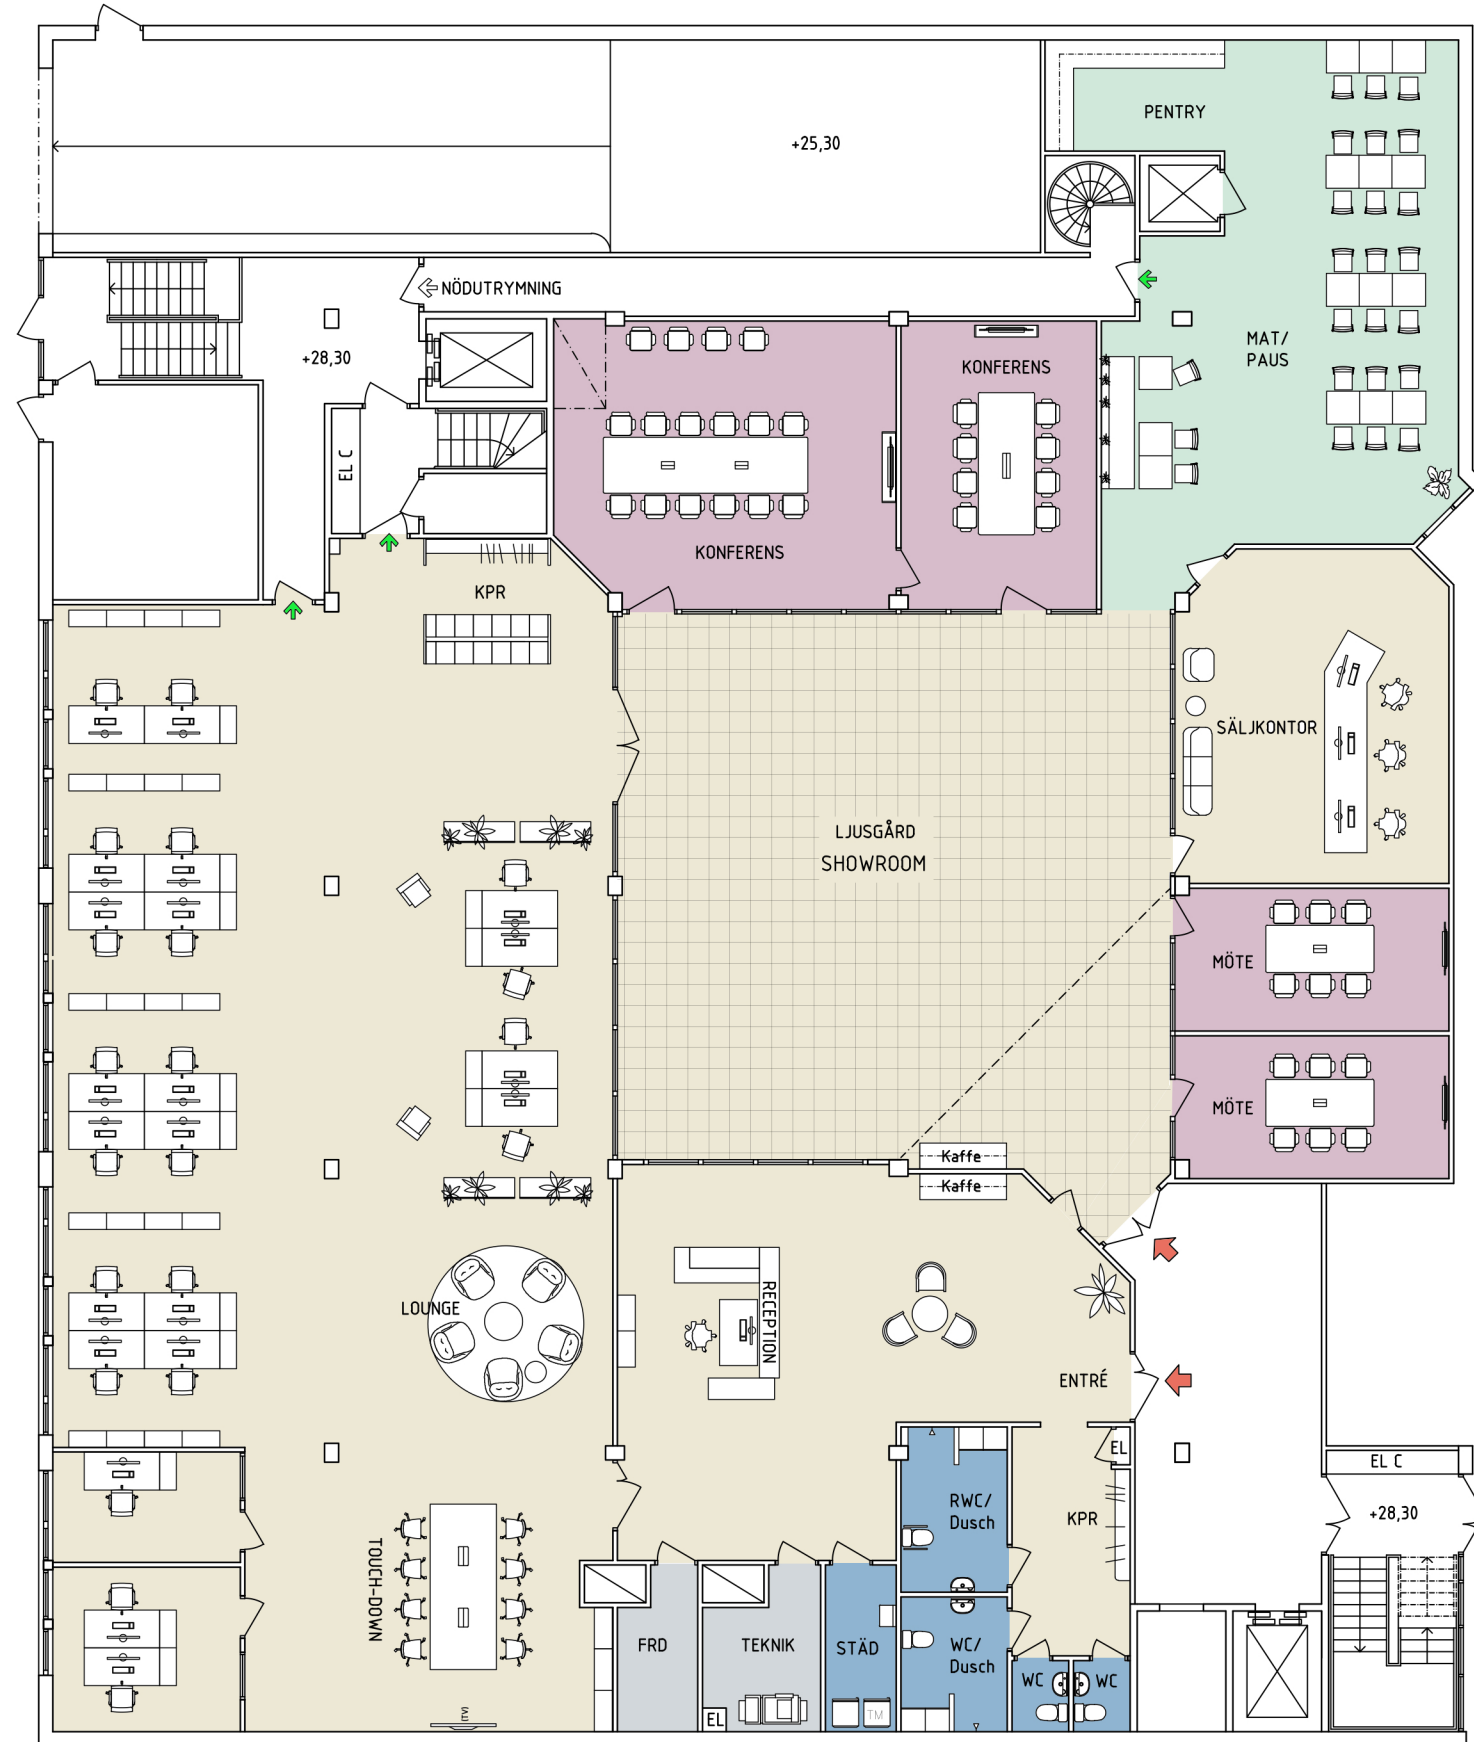 PENTRY
+25,30
NÖDUTRYMNING
MAT/
PAUS
+28,30
KONFERENS
EL C
KONFERENS
KPR
SÄLJKONTOR
LJUSGÅRD
SHOWROOM
MÖTE
MÖTE
Kaffe
Kaffe
RECEPTION
LOUNGE
ENTRÉ
EL
EL C
RWC/
Dusch
KPR
+28,30
TOUCH-DOWN
FRD
TEKNIK
STÄD
WC/
Dusch
WC
WC
(TV)
EL
TM